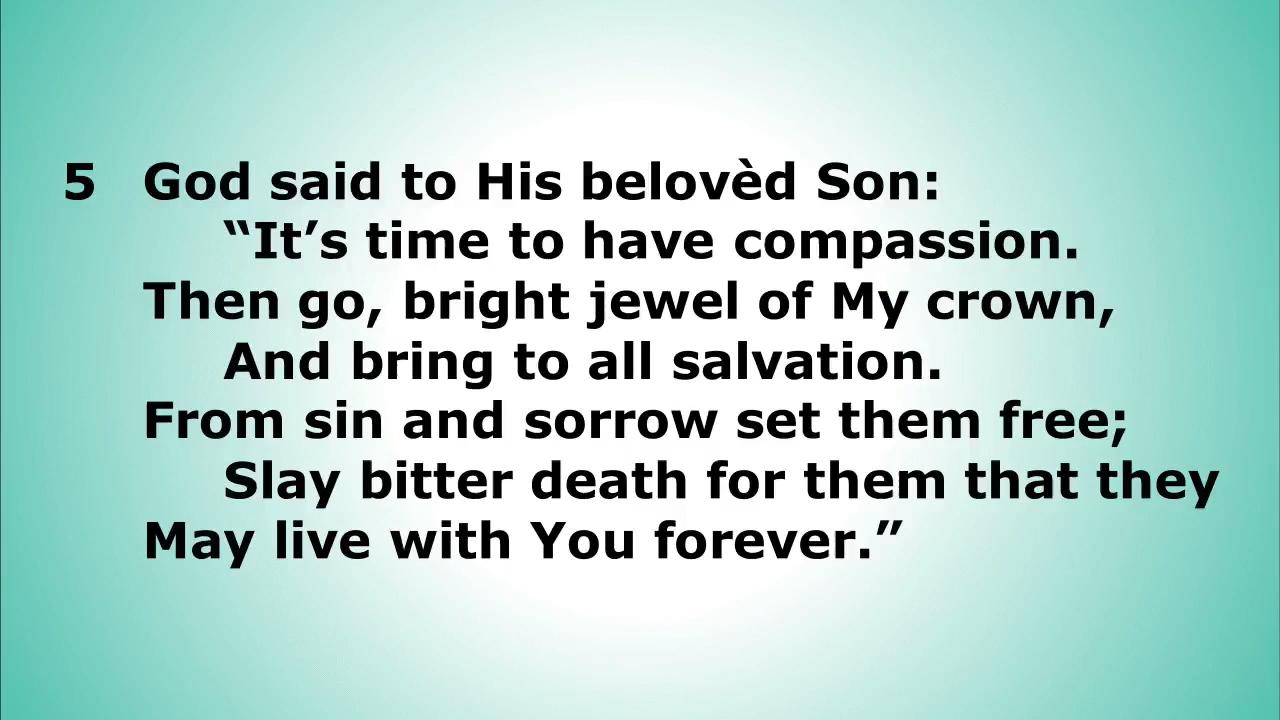 5 God said to His belovèd Son:
“It’s time to have compassion.
Then go, bright jewel of My crown,
And bring to all salvation.
From sin and sorrow set them free;
Slay bitter death for them that they
May live with You forever.”